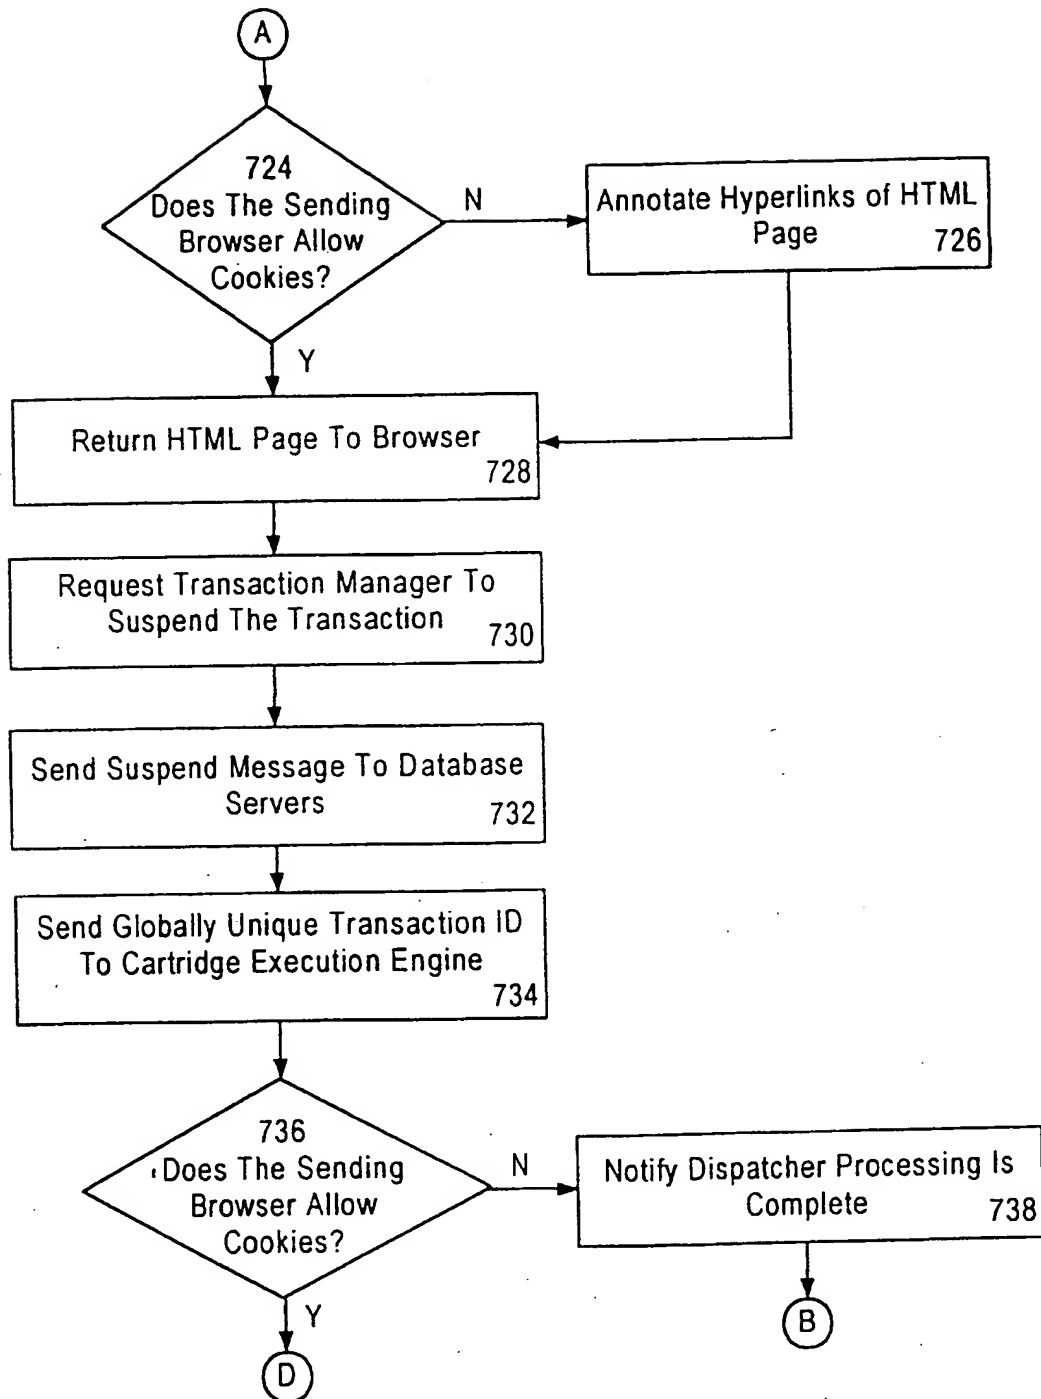 A
724
Does The Sending
Browser Allow
Cookies?
N
Annotate Hyperlinks of HTML
Page
726
Y
Return HTML Page To Browser
728
Request Transaction Manager To
Suspend The Transaction
730
Send Suspend Message To Database
Servers
732
Send Globally Unique Transaction ID
To Cartridge Execution Engine
734
736
Does The Sending
Browser Allow
Cookies?
N
Notify Dispatcher Processing Is
Complete
738
Y
B
D